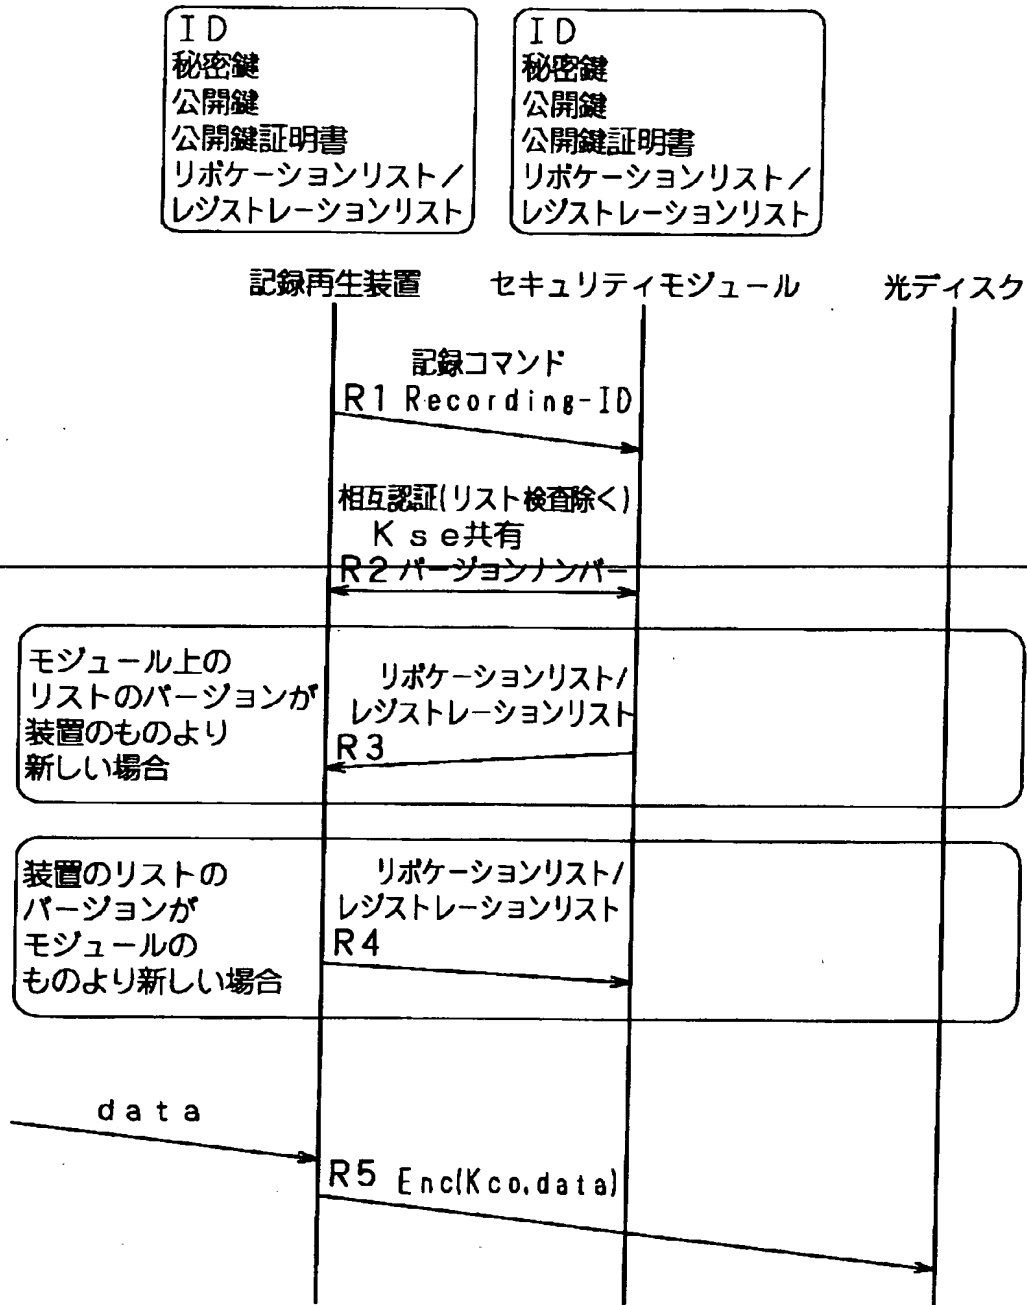 ID
秘密鍵
公開鍵
公開鍵証明書
リボケーションリスト/
レジストレーションリスト
ID
秘密鍵
公開鍵
公開鍵証明書
リボケーションリスト/
レジストレーションリスト
記録再生装置
セキュリティモジュール
光ディスク
記録コマンド
R1 Recording-ID
相互認証(リスト検査除く)
Kse共有
R2 バージョンナンバー
モジュール上の
リストのバージョンが
装置のものより
新しい場合
リボケーションリスト/
レジストレーションリスト
R3
装置のリストの
バージョンが
モジュールの
ものより新しい場合
リボケーションリスト/
レジストレーションリスト
R4
data
R5 Enc(Kco,data)